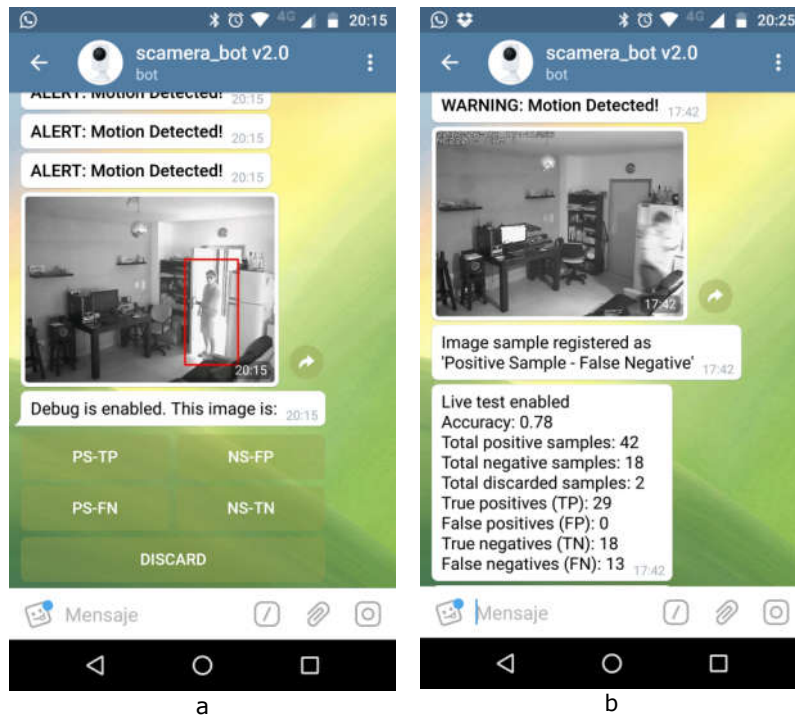 4G 20:15
scamera_bot v2.0
bot
ALERT: Motion Detected! 20:15
ALERT: Motion Detected! 20:15
ALERT: Motion Detected! 20:15
20:15
Debug is enabled. This image is: 20:15
PS-TP NS-FP
PS-FN NS-TN
DISCARD
Mensaje
a
4G 20:25
scamera_bot v2.0
bot
WARNING: Motion Detected! 17:42
17:42
Image sample registered as
'Positive Sample - False Negative' 17:42
Live test enabled
Accuracy: 0.78
Total positive samples: 42
Total negative samples: 18
Total discarded samples: 2
True positives (TP): 29
False positives (FP): 0
True negatives (TN): 18
False negatives (FN): 13 17:42
Mensaje
b